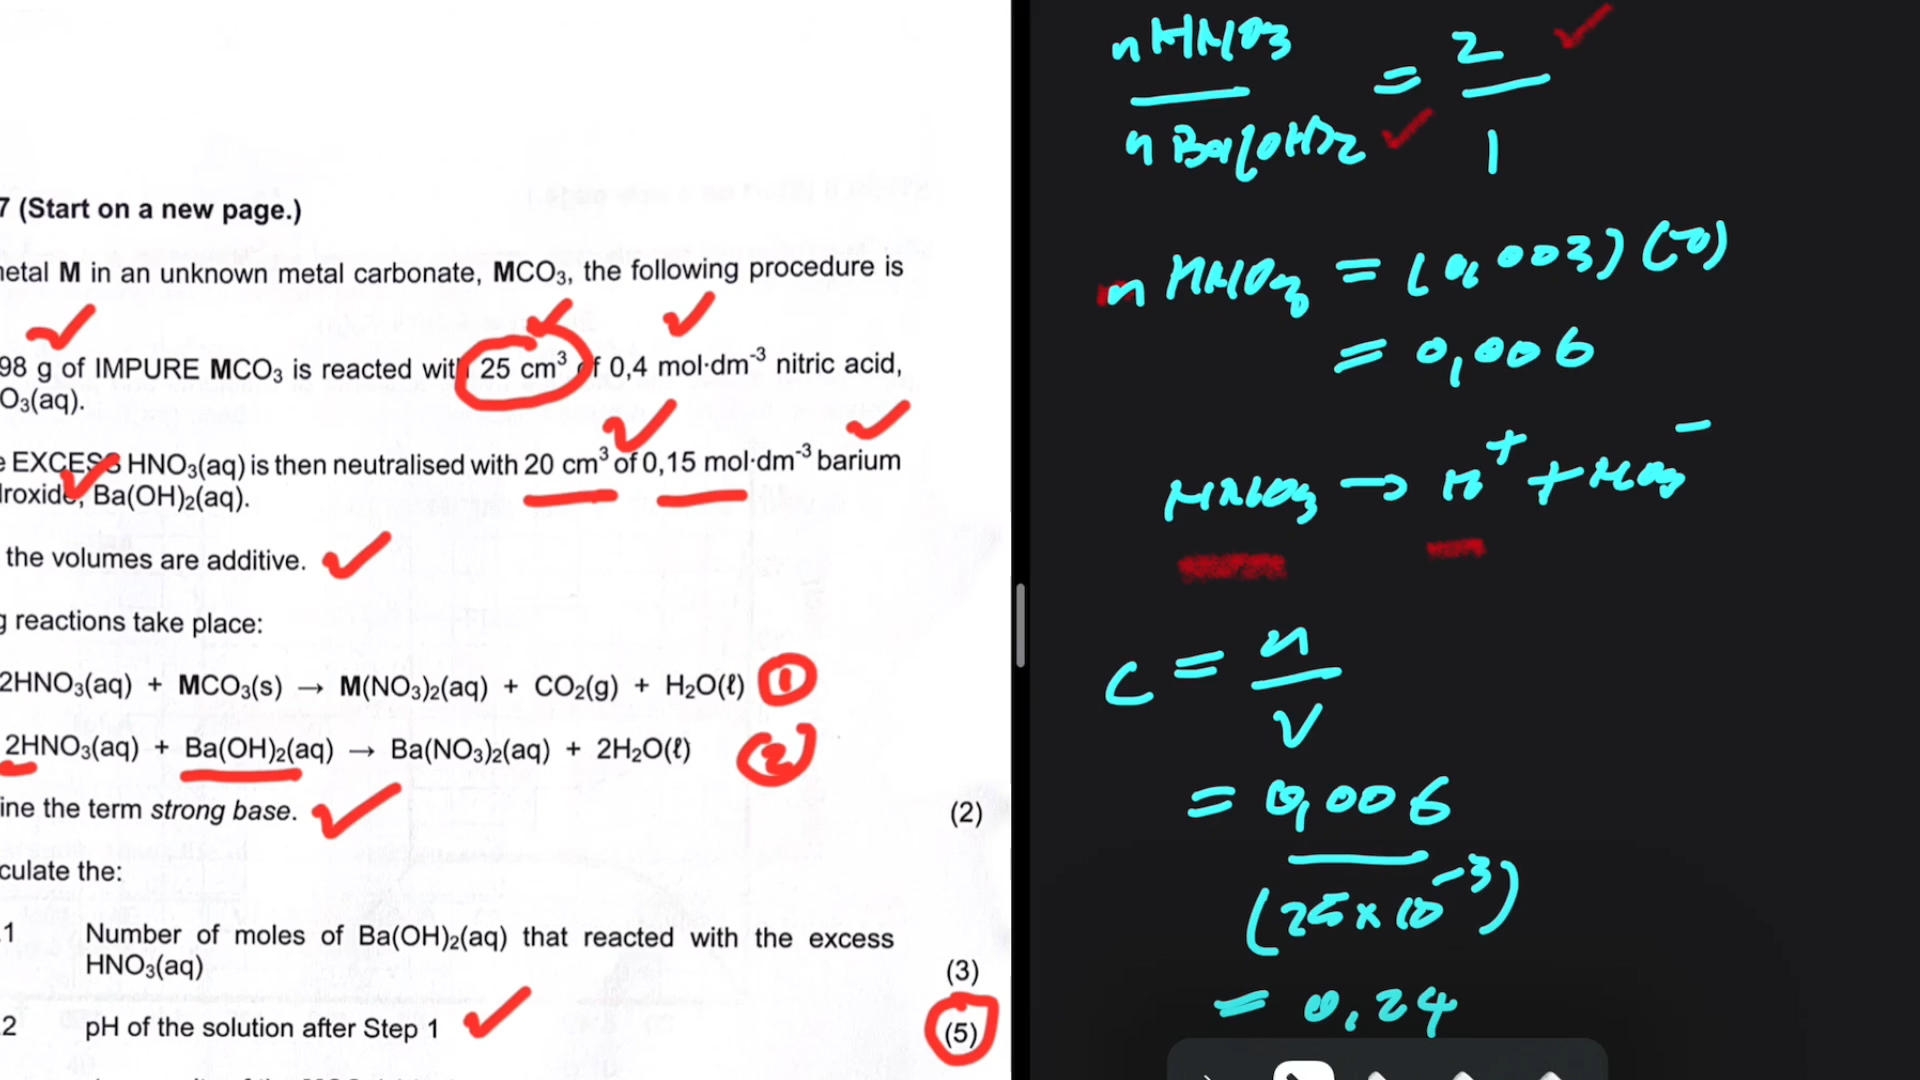 7 (Start on a new page.)
metal M in an unknown metal carbonate, MCO₃, the following procedure is
98 g of IMPURE MCO₃ is reacted with 25 cm³ of 0,4 mol·dm⁻³ nitric acid,
O₃(aq).
e EXCESS HNO₃(aq) is then neutralised with 20 cm³ of 0,15 mol·dm⁻³ barium
droxide, Ba(OH)₂(aq).
the volumes are additive.
g reactions take place:
2HNO₃(aq) + MCO₃(s) → M(NO₃)₂(aq) + CO₂(g) + H₂O(ℓ) 1
2HNO₃(aq) + Ba(OH)₂(aq) → Ba(NO₃)₂(aq) + 2H₂O(ℓ) 2
ine the term strong base. (2)
culate the:
.1 Number of moles of Ba(OH)₂(aq) that reacted with the excess
HNO₃(aq) (3)
.2 pH of the solution after Step 1 (5)
nHNO3 / nBa(OH)2 = 2 / 1
nHNO3 = (0,003)(2)
= 0,006
HNO3 → H⁺ + NO3⁻
c = n / V
= 0,006 / (25×10⁻³)
= 0,24